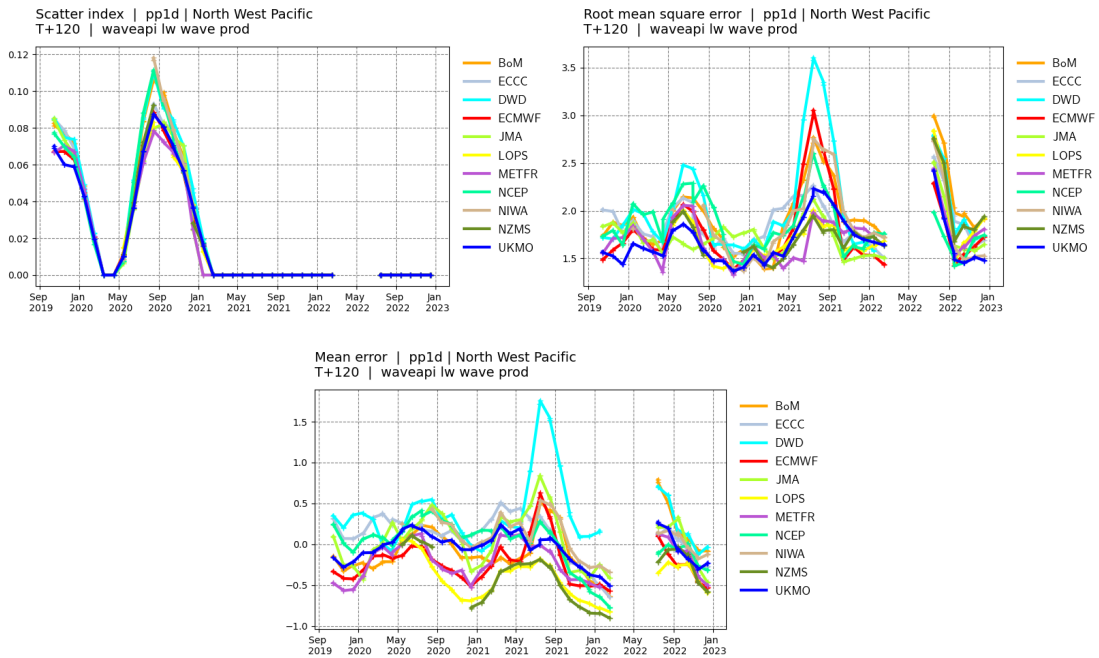 Scatter index | pp1d | North West Pacific
T+120 | waveapi lw wave prod
0.12
0.10
0.08
0.06
0.04
0.02
0.00
Sep Jan May Sep Jan May Sep Jan May Sep Jan
2019 2020 2020 2020 2021 2021 2021 2022 2022 2022 2023
BoM
ECCC
DWD
ECMWF
JMA
LOPS
METFR
NCEP
NIWA
NZMS
UKMO
Root mean square error | pp1d | North West Pacific
T+120 | waveapi lw wave prod
3.5
3.0
2.5
2.0
1.5
Sep Jan May Sep Jan May Sep Jan May Sep Jan
2019 2020 2020 2020 2021 2021 2021 2022 2022 2022 2023
BoM
ECCC
DWD
ECMWF
JMA
LOPS
METFR
NCEP
NIWA
NZMS
UKMO
Mean error | pp1d | North West Pacific
T+120 | waveapi lw wave prod
1.5
1.0
0.5
0.0
−0.5
−1.0
Sep Jan May Sep Jan May Sep Jan May Sep Jan
2019 2020 2020 2020 2021 2021 2021 2022 2022 2022 2023
BoM
ECCC
DWD
ECMWF
JMA
LOPS
METFR
NCEP
NIWA
NZMS
UKMO